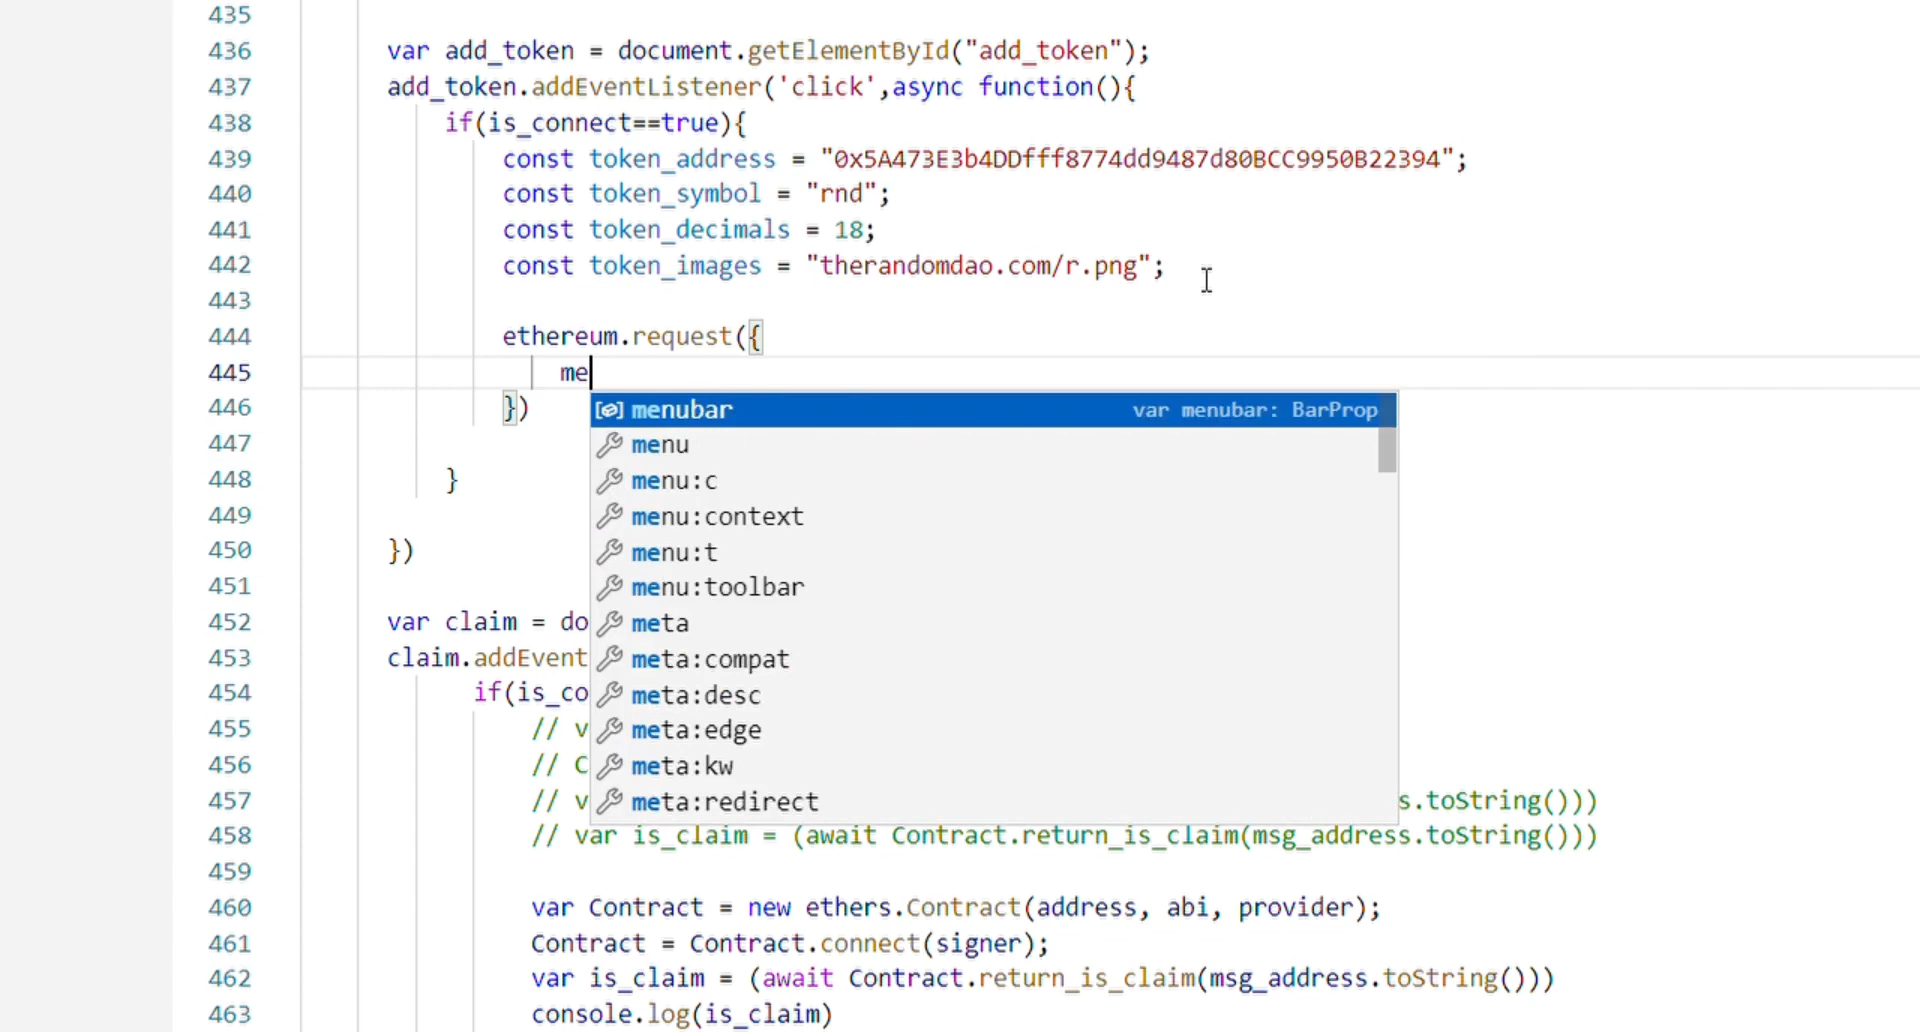 435
436 var add_token = document.getElementById("add_token");
437 add_token.addEventListener('click',async function(){
438 if(is_connect==true){
439 const token_address = "0x5A473E3b4DDfff8774dd9487d80BCC9950B22394";
440 const token_symbol = "rnd";
441 const token_decimals = 18;
442 const token_images = "therandomdao.com/r.png";
443
444 ethereum.request({
445 me
446 })
menubar var menubar: BarProp
447
menu
448 }
menu:c
449
menu:context
450 })
menu:t
451
menu:toolbar
452 var claim = do
meta
453 claim.addEvent
meta:compat
454 if(is_co
meta:desc
455 // v
meta:edge
456 // C
meta:kw
457 // v
meta:redirect s.toString()))
458 // var is_claim = (await Contract.return_is_claim(msg_address.toString()))
459
460 var Contract = new ethers.Contract(address, abi, provider);
461 Contract = Contract.connect(signer);
462 var is_claim = (await Contract.return_is_claim(msg_address.toString()))
463 console.log(is_claim)